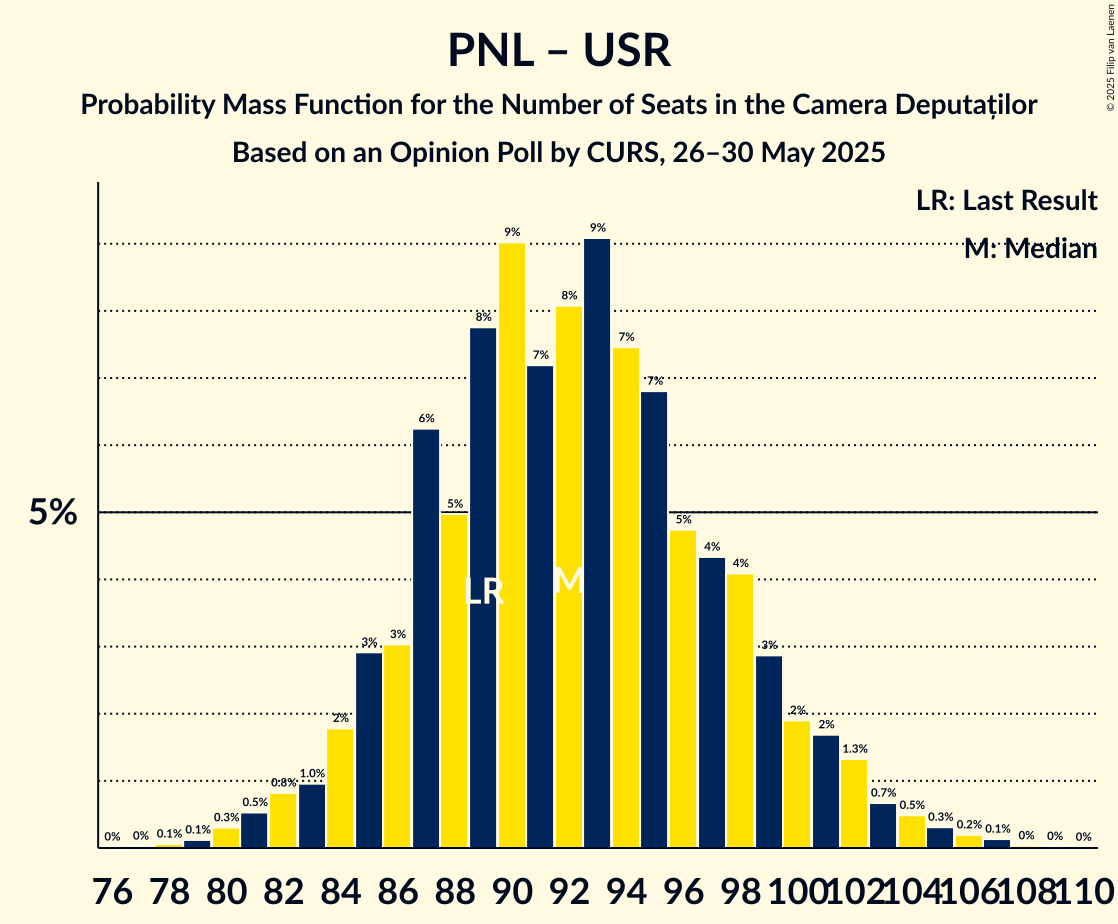 PNL – USR
Probability Mass Function for the Number of Seats in the Camera Deputaților
Based on an Opinion Poll by CURS, 26–30 May 2025
© 2025 Filip van Laenen
LR: Last Result
M: Median
5%
0% 0% 0.1% 0.1% 0.3% 0.5% 0.8% 1.0% 2% 3% 3% 6% 5% 8% 9% 7% 8% 9% 7% 7% 5% 4% 4% 3% 2% 2% 1.3% 0.7% 0.5% 0.3% 0.2% 0.1% 0% 0% 0%
LR M
76 78 80 82 84 86 88 90 92 94 96 98 100 102 104 106 108 110